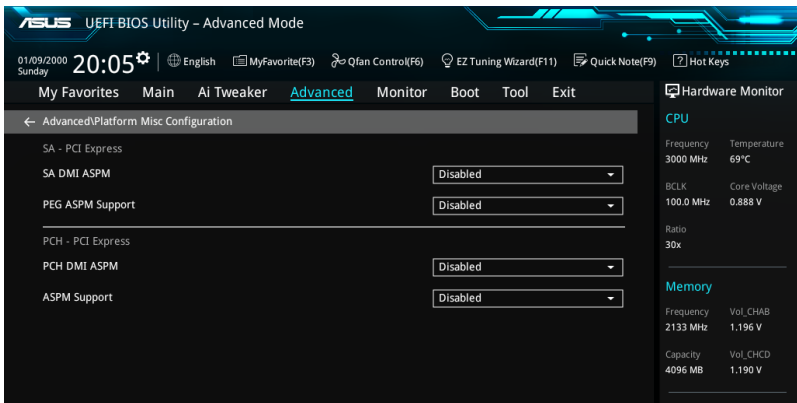 ASUS UEFI BIOS Utility – Advanced Mode
01/09/2000
Sunday
20:05
English
MyFavorite(F3)
Qfan Control(F6)
EZ Tuning Wizard(F11)
Quick Note(F9)
? Hot Keys
My Favorites Main Ai Tweaker Advanced Monitor Boot Tool Exit
Hardware Monitor
← Advanced\Platform Misc Configuration
SA - PCI Express
SA DMI ASPM Disabled
PEG ASPM Support Disabled
PCH - PCI Express
PCH DMI ASPM Disabled
ASPM Support Disabled
CPU
Frequency Temperature
3000 MHz 69°C
BCLK Core Voltage
100.0 MHz 0.888 V
Ratio
30x
Memory
Frequency Vol_CHAB
2133 MHz 1.196 V
Capacity Vol_CHCD
4096 MB 1.190 V